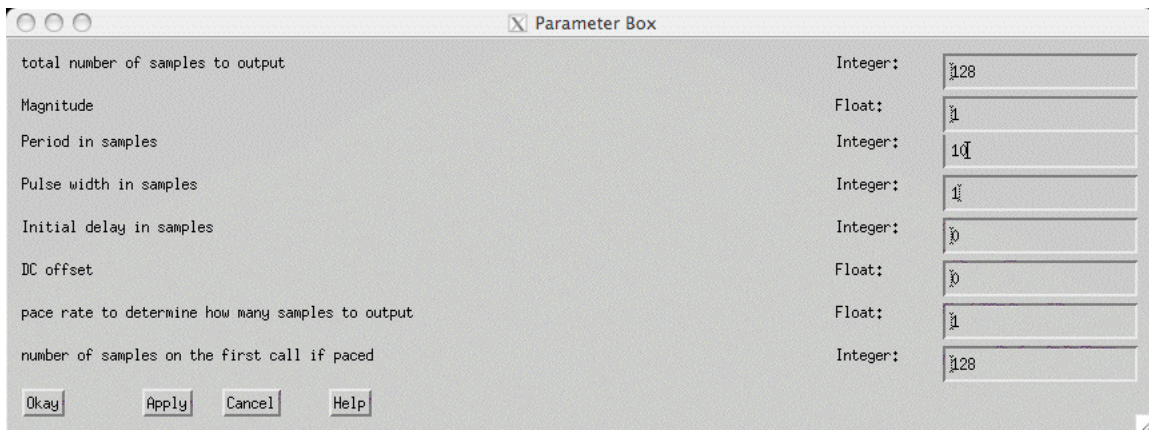 Parameter Box
total number of samples to output Integer: 128
Magnitude Float: 1
Period in samples Integer: 10
Pulse width in samples Integer: 1
Initial delay in samples Integer: 0
DC offset Float: 0
pace rate to determine how many samples to output Float: 1
number of samples on the first call if paced Integer: 128
Okay Apply Cancel Help